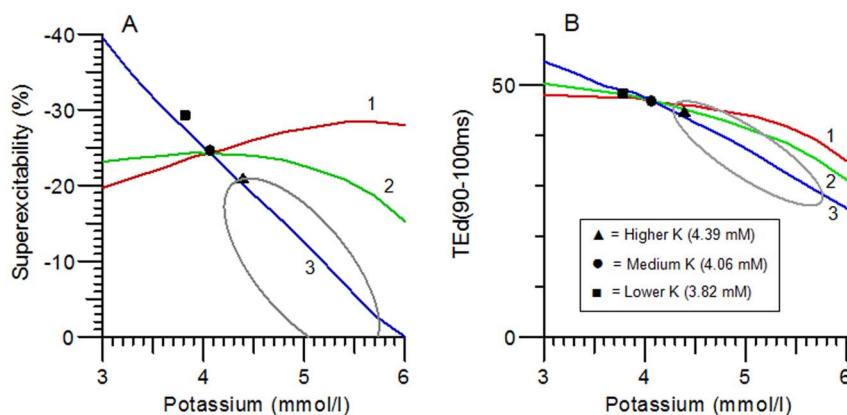 A
B
-40
-30
-20
-10
0
Superexcitability (%)
1
2
3
3 4 5 6
Potassium (mmol/l)
50
0
TEd(90-100ms)
1
2
3
▲ = Higher K (4.39 mM)
● = Medium K (4.06 mM)
■ = Lower K (3.82 mM)
3 4 5 6
Potassium (mmol/l)